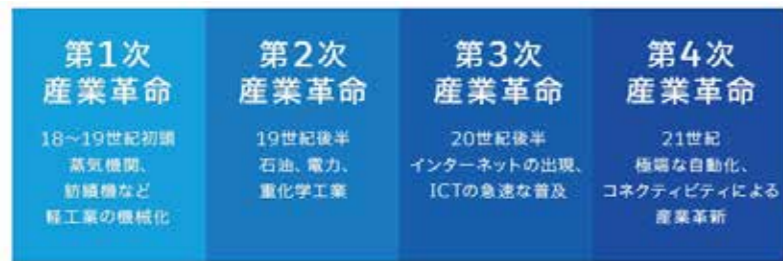 第1次
産業革命
18〜19世紀初頭
蒸気機関、
紡績機など
軽工業の機械化
第2次
産業革命
19世紀後半
石油、電力、
重化学工業
第3次
産業革命
20世紀後半
インターネットの出現、
ICTの急速な普及
第4次
産業革命
21世紀
極端な自動化、
コネクティビティによる
産業革新